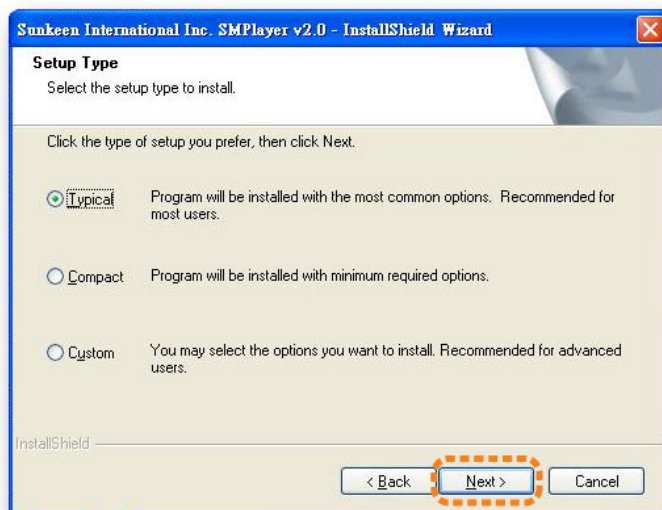 Sunkeen International Inc. SMPlayer v2.0 - InstallShield Wizard
Setup Type
Select the setup type to install.
Click the type of setup you prefer, then click Next.
Typical
Program will be installed with the most common options. Recommended for
most users.
Compact
Program will be installed with minimum required options.
Custom
You may select the options you want to install. Recommended for advanced
users.
InstallShield
< Back
Next >
Cancel